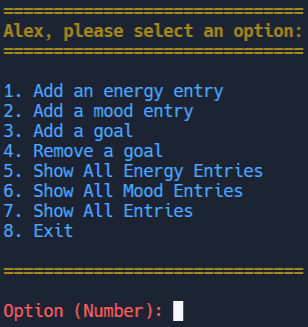 ==============================
Alex, please select an option:
==============================
1. Add an energy entry
2. Add a mood entry
3. Add a goal
4. Remove a goal
5. Show All Energy Entries
6. Show All Mood Entries
7. Show All Entries
8. Exit
==============================
Option (Number):